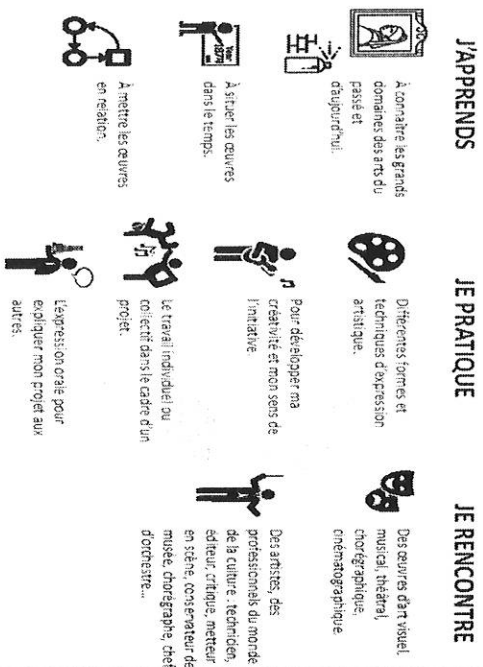 J'APPRENDS
À connaître les grands
domaines des arts du
passé et
d'aujourd'hui.
À situer les œuvres
dans le temps.
À mettre les œuvres
en relation.
JE PRATIQUE
Différentes formes et
techniques d'expression
artistique.
Pour développer ma
créativité et mon sens de
l'initiative.
Le travail individuel ou
collectif dans le cadre d'un
projet.
L'expression orale pour
expliquer mon projet aux
autres.
JE RENCONTRE
Des œuvres d'art visuel,
musical, théâtral,
chorégraphique,
cinématographique.
Des artistes, des
professionnels du monde
de la culture : technicien,
éditeur, critique, metteur
en scène, conservateur de
musée, chorégraphe, chef
d'orchestre...